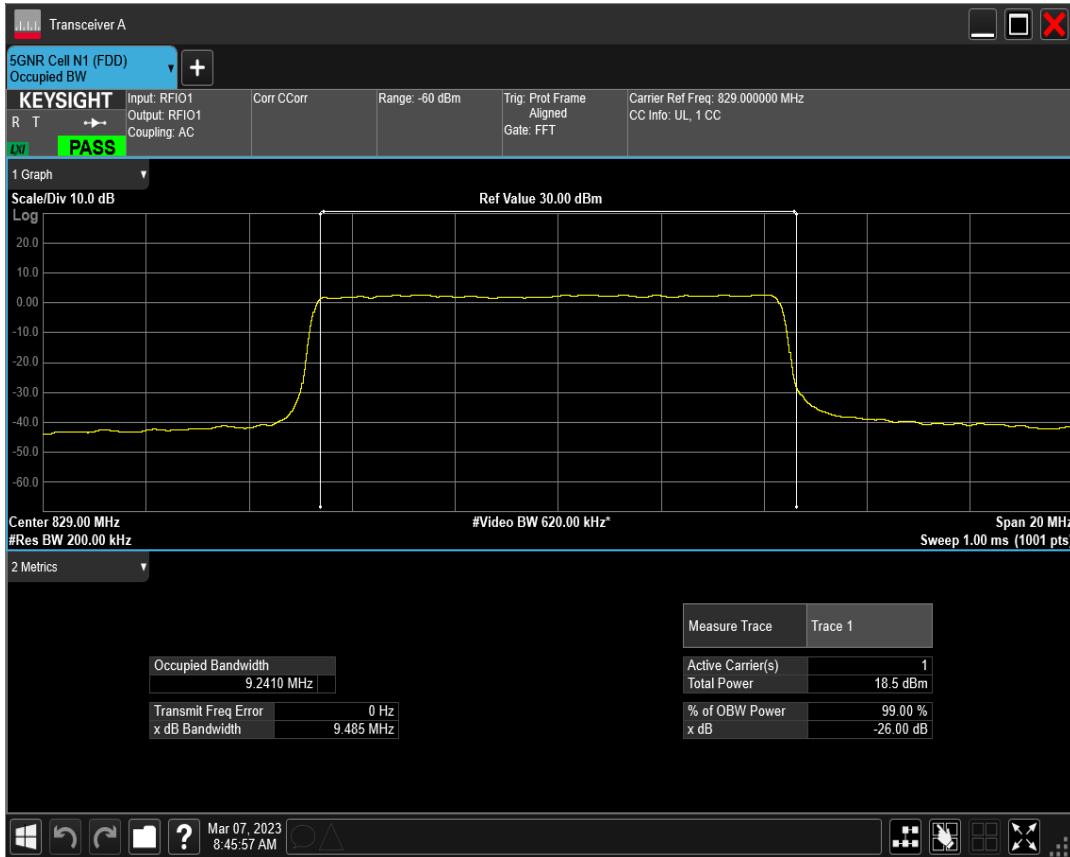 Transceiver A
5GNR Cell N1 (FDD)
Occupied BW
KEYSIGHT
R T
LXI
PASS
Input: RFIO1
Output: RFIO1
Coupling: AC
Corr CCorr
Range: -60 dBm
Trig: Prot Frame
Aligned
Gate: FFT
Carrier Ref Freq: 829.000000 MHz
CC Info: UL, 1 CC
1 Graph
Scale/Div 10.0 dB
Ref Value 30.00 dBm
Log
20.0
10.0
0.00
-10.0
-20.0
-30.0
-40.0
-50.0
-60.0
Center 829.00 MHz
#Video BW 620.00 kHz*
Span 20 MHz
#Res BW 200.00 kHz
Sweep 1.00 ms (1001 pts)
2 Metrics
Measure Trace Trace 1
Occupied Bandwidth
9.2410 MHz
Active Carrier(s) 1
Total Power 18.5 dBm
Transmit Freq Error 0 Hz
x dB Bandwidth 9.485 MHz
% of OBW Power 99.00 %
x dB -26.00 dB
?
Mar 07, 2023
8:45:57 AM